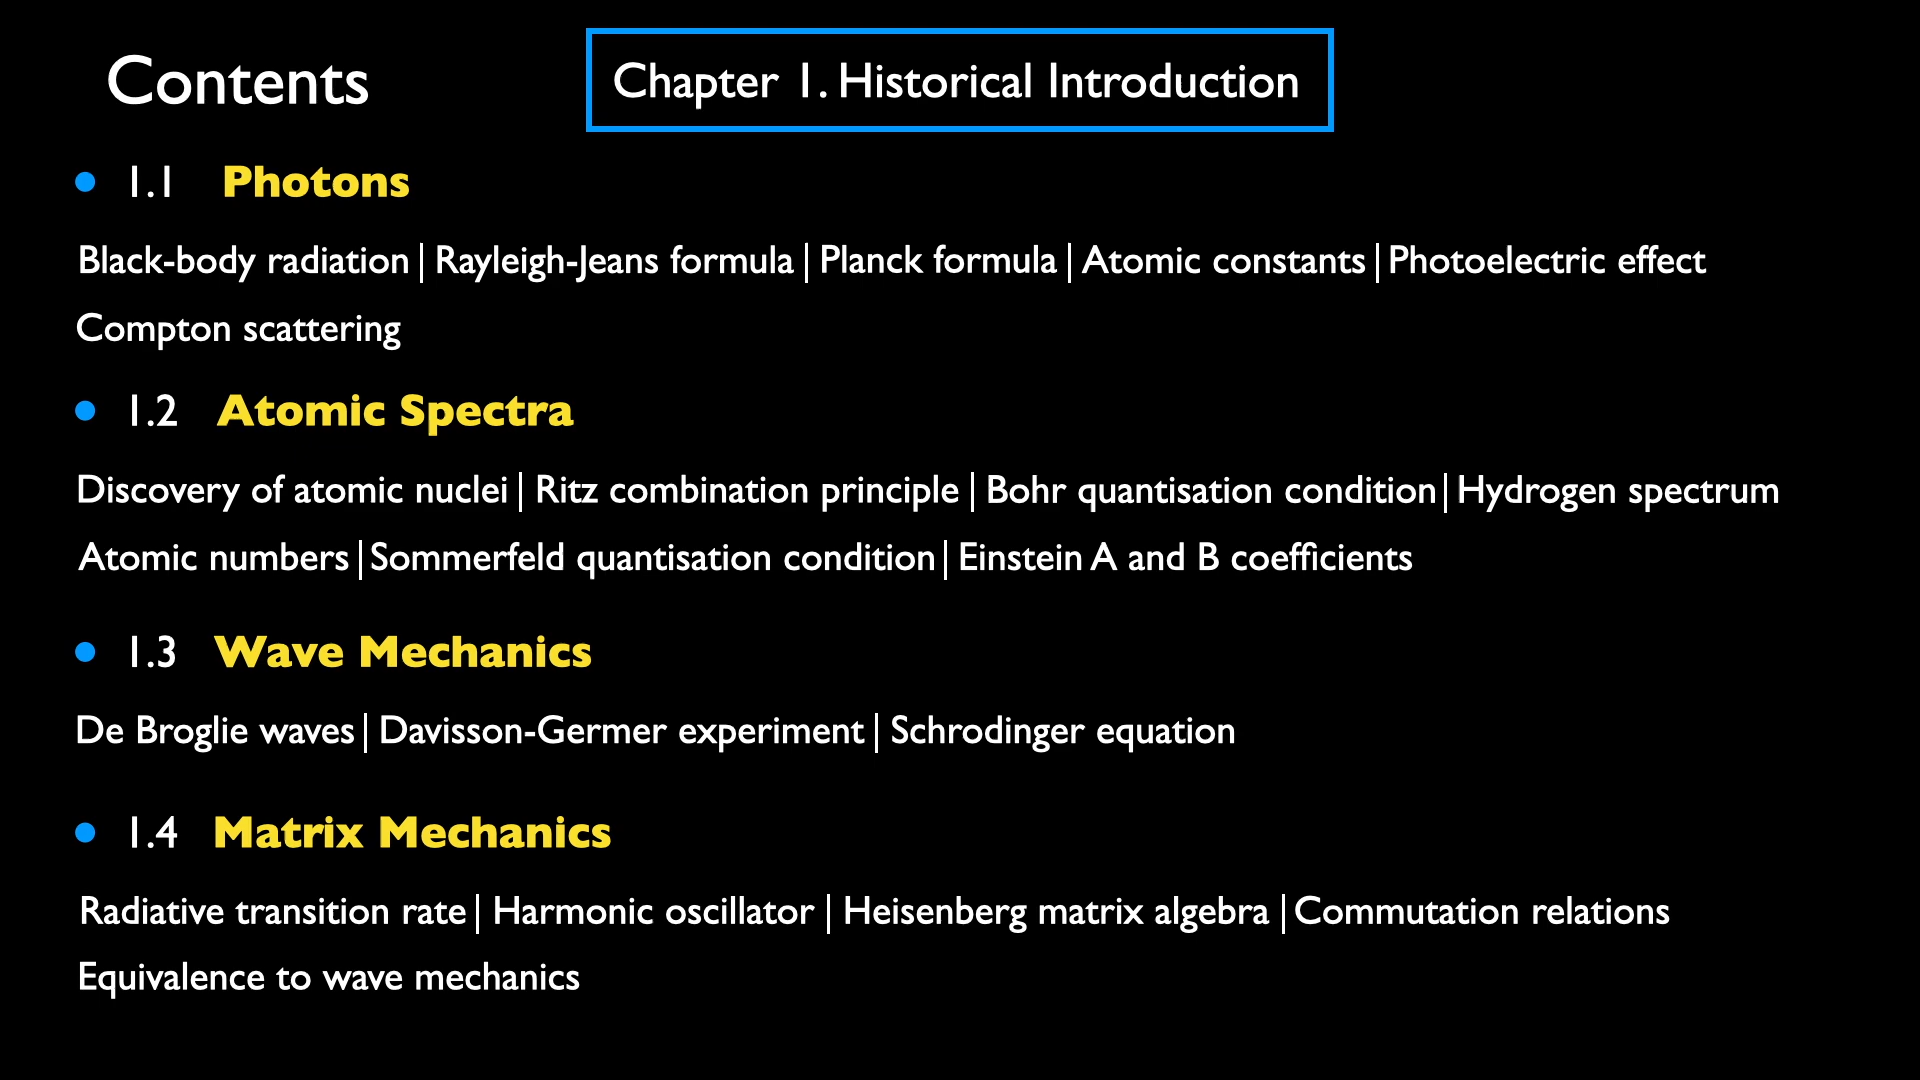 Contents
Chapter 1. Historical Introduction
● 1.1 Photons
Black-body radiation | Rayleigh-Jeans formula | Planck formula | Atomic constants | Photoelectric effect
Compton scattering
● 1.2 Atomic Spectra
Discovery of atomic nuclei | Ritz combination principle | Bohr quantisation condition | Hydrogen spectrum
Atomic numbers | Sommerfeld quantisation condition | Einstein A and B coefficients
● 1.3 Wave Mechanics
De Broglie waves | Davisson-Germer experiment | Schrodinger equation
● 1.4 Matrix Mechanics
Radiative transition rate | Harmonic oscillator | Heisenberg matrix algebra | Commutation relations
Equivalence to wave mechanics